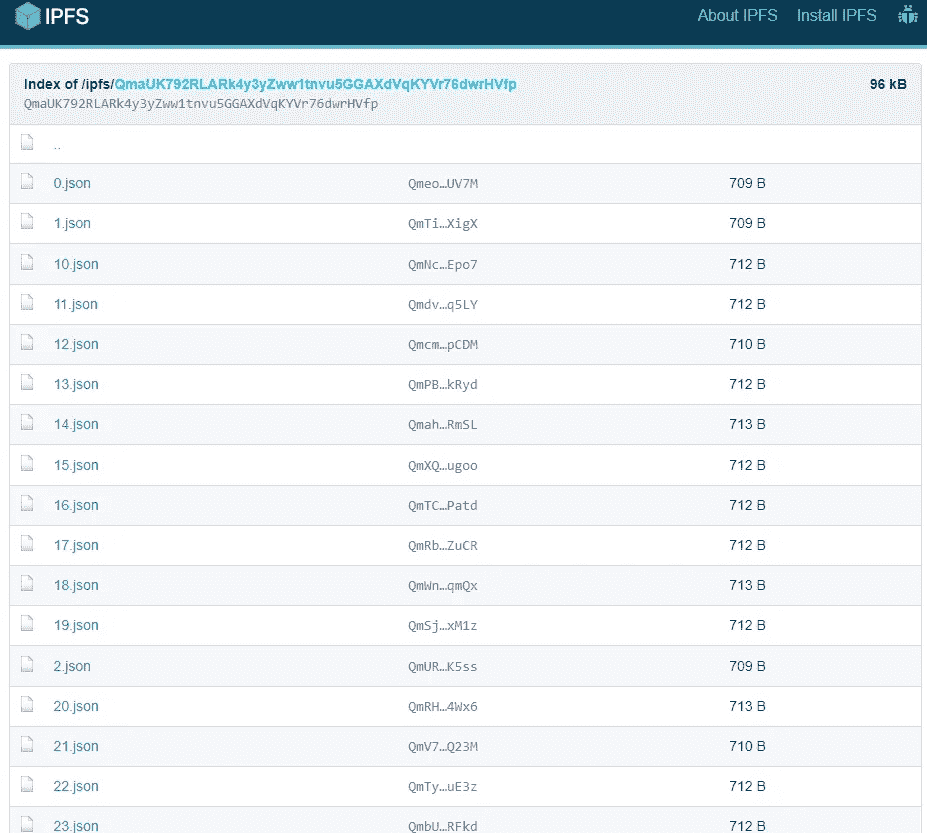 IPFS About IPFS Install IPFS
Index of /ipfs/QmaUK792RLARk4y3yZww1tnvu5GGAXdVqKYVr76dwrHVfp 96 kB
QmaUK792RLARk4y3yZww1tnvu5GGAXdVqKYVr76dwrHVfp
..
0.json Qmeo…UV7M 709 B
1.json QmTi…XigX 709 B
10.json QmNc…Epo7 712 B
11.json Qmdv…q5LY 712 B
12.json Qmcm…pCDM 710 B
13.json QmPB…kRyd 712 B
14.json Qmah…RmSL 713 B
15.json QmXQ…ugoo 712 B
16.json QmTC…Patd 712 B
17.json QmRb…ZuCR 712 B
18.json QmWn…qmQx 713 B
19.json QmSj…xM1z 712 B
2.json QmUR…K5ss 709 B
20.json QmRH…4Wx6 713 B
21.json QmV7…Q23M 710 B
22.json QmTy…uE3z 712 B
23.json QmbU…RFkd 712 B